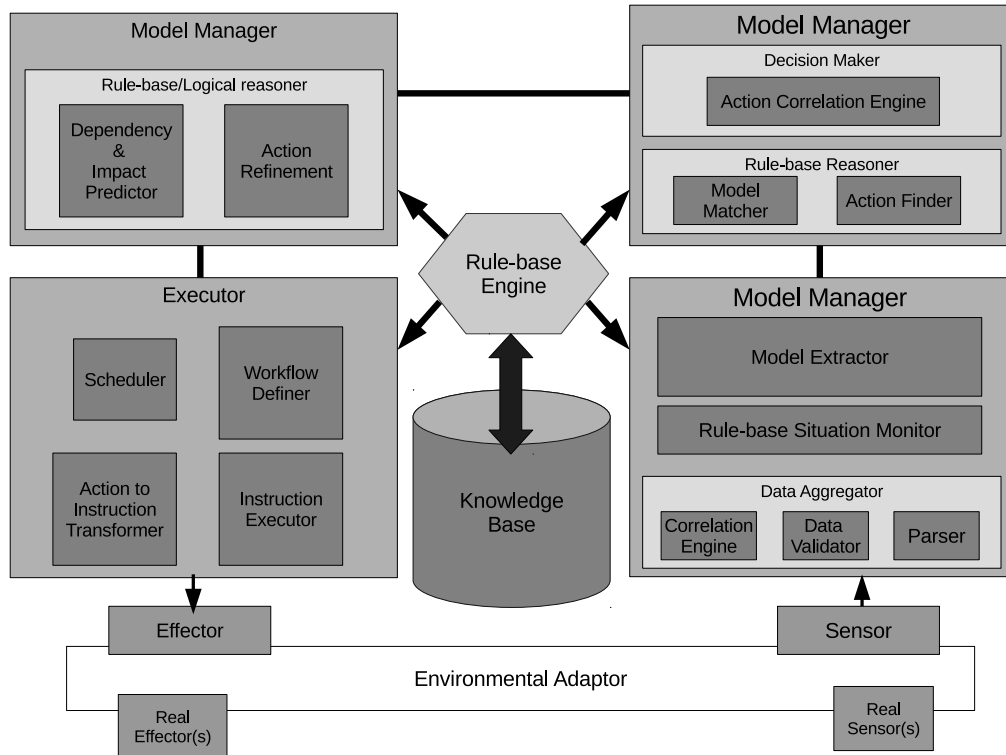 Model Manager
Rule-base/Logical reasoner
Dependency
&
Impact
Predictor
Action
Refinement
Model Manager
Decision Maker
Action Correlation Engine
Rule-base Reasoner
Model
Matcher
Action Finder
Rule-base
Engine
Executor
Scheduler
Workflow
Definer
Action to
Instruction
Transformer
Instruction
Executor
Knowledge
Base
Model Manager
Model Extractor
Rule-base Situation Monitor
Data Aggregator
Correlation
Engine
Data
Validator
Parser
Effector
Sensor
Environmental Adaptor
Real
Effector(s)
Real
Sensor(s)